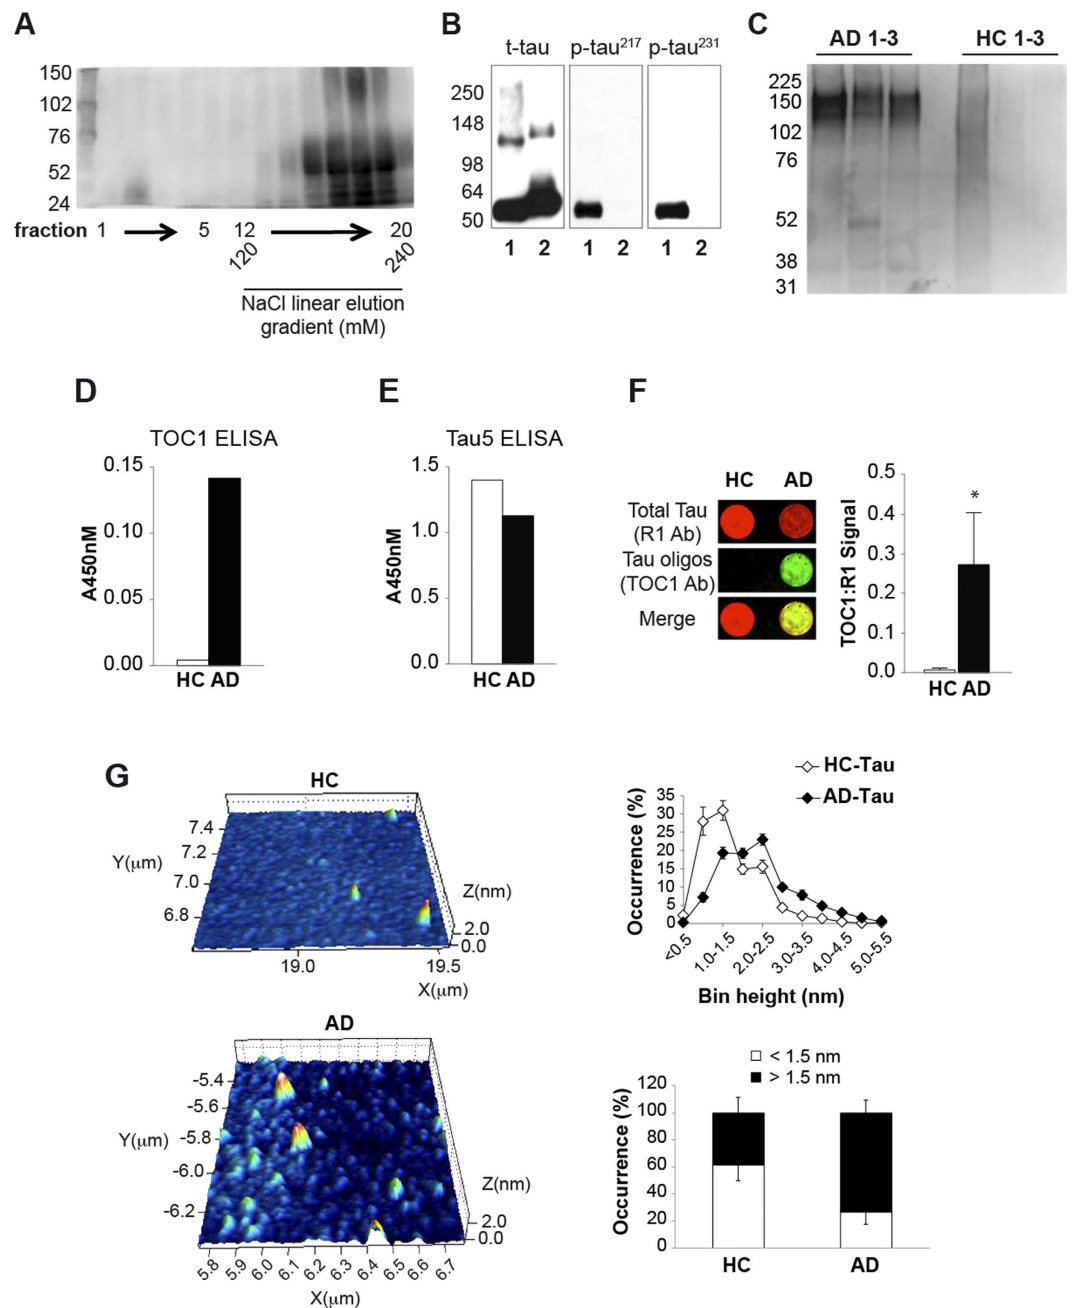 A
150
102
76
52
24
fraction 1 5 12 20
120 240
NaCl linear elution
gradient (mM)
B
t-tau p-tau217 p-tau231
250
148
98
64
50
1 2 1 2 1 2
C
AD 1-3 HC 1-3
225
150
102
76
52
38
31
D
TOC1 ELISA
A450nM
0.15
0.10
0.05
0.00
HC AD
E
Tau5 ELISA
A450nM
1.5
1.0
0.5
0.0
HC AD
F
HC AD
Total Tau
(R1 Ab)
Tau oligos
(TOC1 Ab)
Merge
TOC1:R1 Signal
0.5
0.4
0.3
0.2
0.1
0.0
*
HC AD
G
HC
7.4
7.2
7.0
6.8
Y(μm)
Z(nm)
2.0
0.0
19.0 19.5
X(μm)
HC-Tau
AD-Tau
Occurrence (%)
35
30
25
20
15
10
5
0
<0.5 1.0-1.5 2.0-2.5 3.0-3.5 4.0-4.5 5.0-5.5
Bin height (nm)
AD
-5.4
-5.6
-5.8
-6.0
-6.2
Y(μm)
Z(nm)
2.0
0.0
5.8 5.9 6.0 6.1 6.2 6.3 6.4 6.5 6.6 6.7
X(μm)
< 1.5 nm
> 1.5 nm
Occurrence (%)
120
100
80
60
40
20
0
HC AD